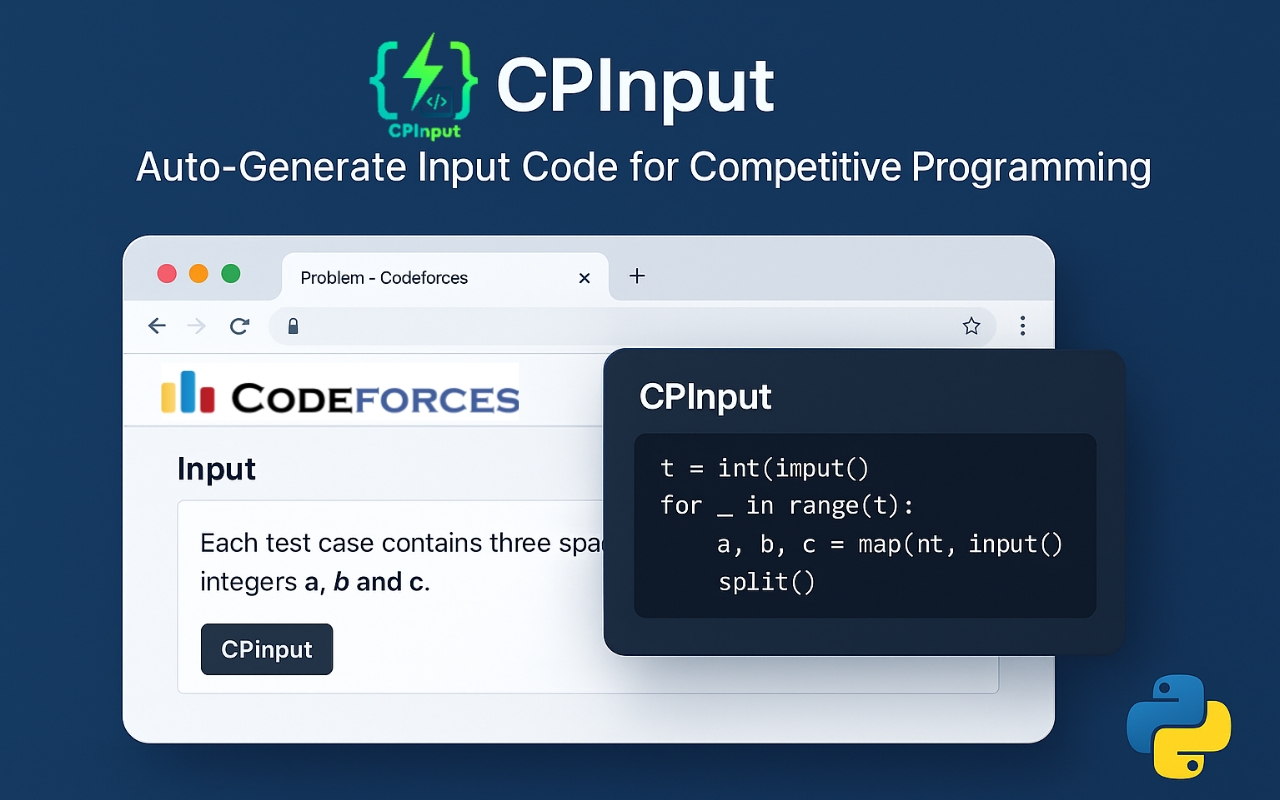 </>
CPInput
CPInput
Auto-Generate Input Code for Competitive Programming
Problem - Codeforces
CODEFORCES
Input
Each test case contains three spa
integers a, b and c.
CPinput
CPInput
t = int(imput()
for _ in range(t):
a, b, c = map(nt, input()
split()